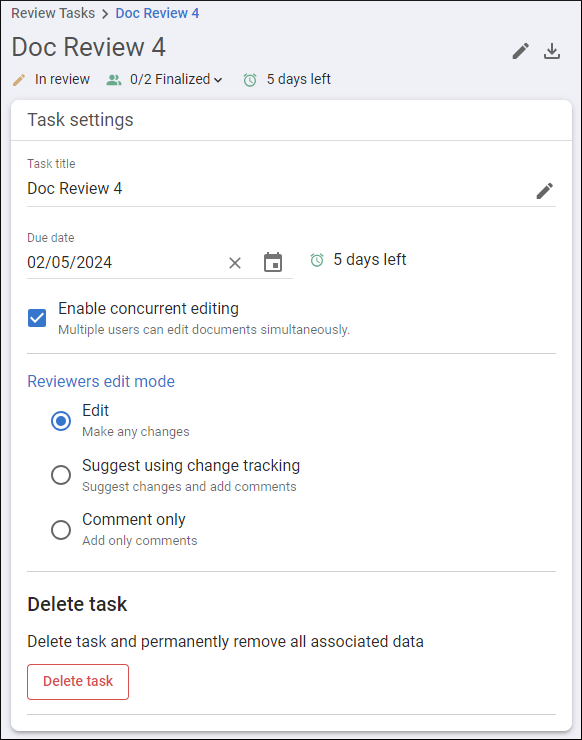 Review Tasks > Doc Review 4
Doc Review 4
In review 0/2 Finalized 5 days left
Task settings
Task title
Doc Review 4
Due date
02/05/2024 5 days left
Enable concurrent editing
Multiple users can edit documents simultaneously.
Reviewers edit mode
Edit
Make any changes
Suggest using change tracking
Suggest changes and add comments
Comment only
Add only comments
Delete task
Delete task and permanently remove all associated data
Delete task